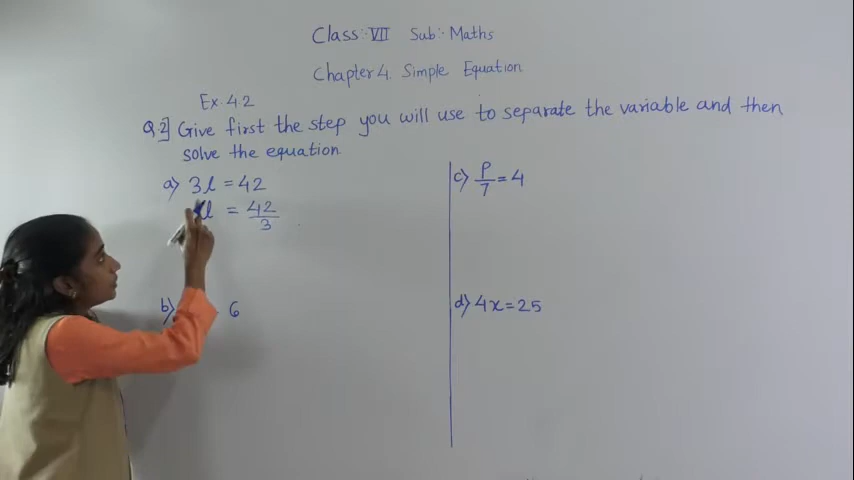 Class:- VII Sub:- Maths
Chapter 4. Simple Equation
Ex. 4.2
Q.2] Give first the step you will use to separate the variable and then
solve the equation
a) 3l = 42
l = 42/3
b) 6
c) P/7 = 4
d) 4x = 25